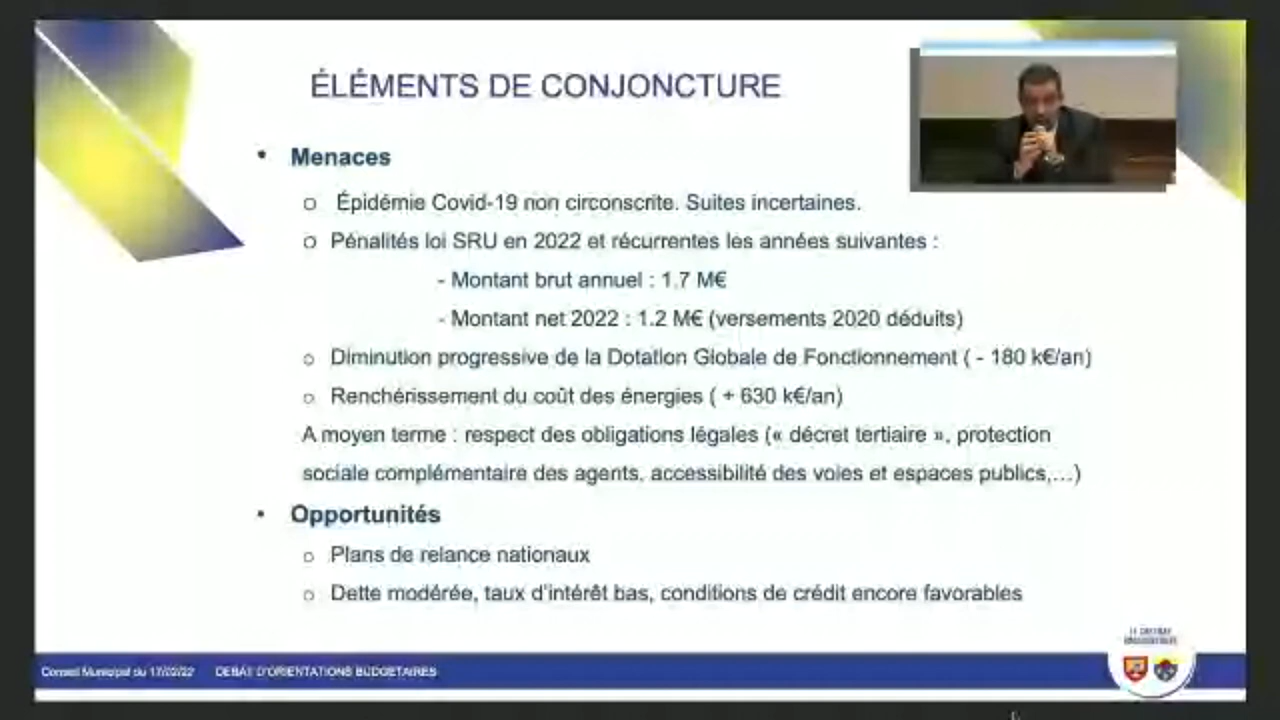 ÉLÉMENTS DE CONJONCTURE
• Menaces
o Épidémie Covid-19 non circonscrite. Suites incertaines.
o Pénalités loi SRU en 2022 et récurrentes les années suivantes :
- Montant brut annuel : 1.7 M€
- Montant net 2022 : 1.2 M€ (versements 2020 déduits)
o Diminution progressive de la Dotation Globale de Fonctionnement ( - 180 k€/an)
o Renchérissement du coût des énergies ( + 630 k€/an)
A moyen terme : respect des obligations légales (« décret tertiaire », protection
sociale complémentaire des agents, accessibilité des voies et espaces publics,…)
• Opportunités
o Plans de relance nationaux
o Dette modérée, taux d'intérêt bas, conditions de crédit encore favorables
Conseil Municipal du 17/02/22 DEBAT D'ORIENTATIONS BUDGETAIRES